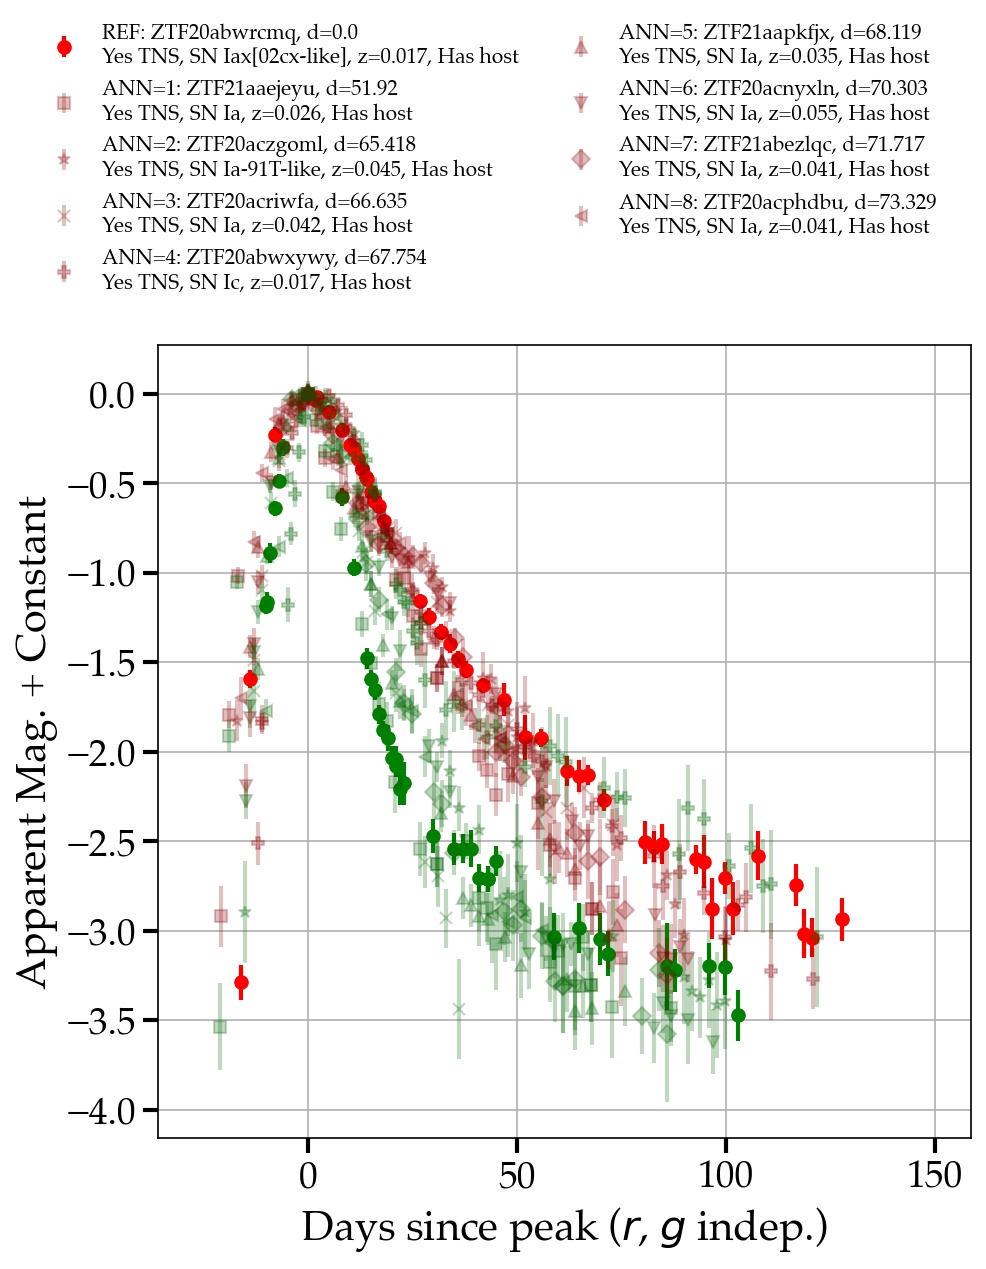 REF: ZTF20abwrcmq, d=0.0
Yes TNS, SN Iax[02cx-like], z=0.017, Has host
ANN=1: ZTF21aaejeyu, d=51.92
Yes TNS, SN Ia, z=0.026, Has host
ANN=2: ZTF20aczgoml, d=65.418
Yes TNS, SN Ia-91T-like, z=0.045, Has host
ANN=3: ZTF20acriwfa, d=66.635
Yes TNS, SN Ia, z=0.042, Has host
ANN=4: ZTF20abwxywy, d=67.754
Yes TNS, SN Ic, z=0.017, Has host
ANN=5: ZTF21aapkfjx, d=68.119
Yes TNS, SN Ia, z=0.035, Has host
ANN=6: ZTF20acnyxln, d=70.303
Yes TNS, SN Ia, z=0.055, Has host
ANN=7: ZTF21abezlqc, d=71.717
Yes TNS, SN Ia, z=0.041, Has host
ANN=8: ZTF20acphdbu, d=73.329
Yes TNS, SN Ia, z=0.041, Has host
Apparent Mag. + Constant
0.0
−0.5
−1.0
−1.5
−2.0
−2.5
−3.0
−3.5
−4.0
0 50 100 150
Days since peak (r, g indep.)